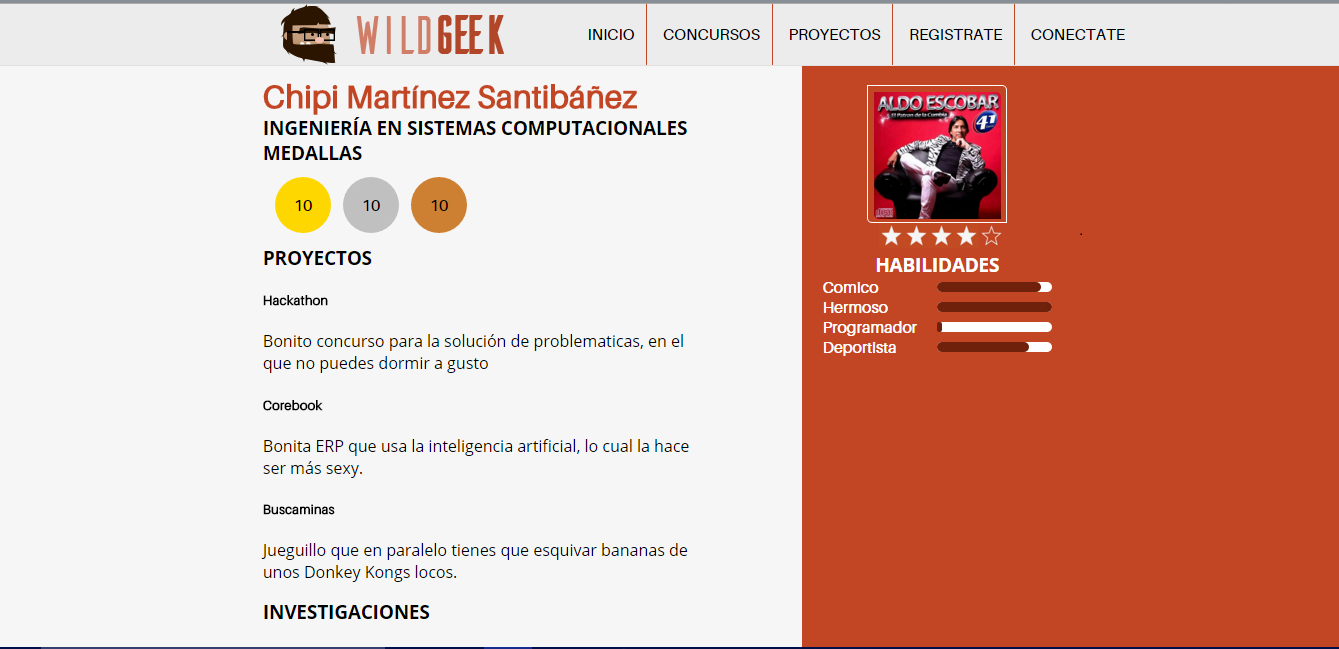 WILDGEEK
INICIO
CONCURSOS
PROYECTOS
REGISTRATE
CONECTATE
Chipi Martínez Santibáñez
INGENIERÍA EN SISTEMAS COMPUTACIONALES
MEDALLAS
10
10
10
PROYECTOS
Hackathon
Bonito concurso para la solución de problematicas, en el
que no puedes dormir a gusto
Corebook
Bonita ERP que usa la inteligencia artificial, lo cual la hace
ser más sexy.
Buscaminas
Jueguillo que en paralelo tienes que esquivar bananas de
unos Donkey Kongs locos.
INVESTIGACIONES
ALDO ESCOBAR
El Patron de la Cumbia
41
HABILIDADES
Comico
Hermoso
Programador
Deportista